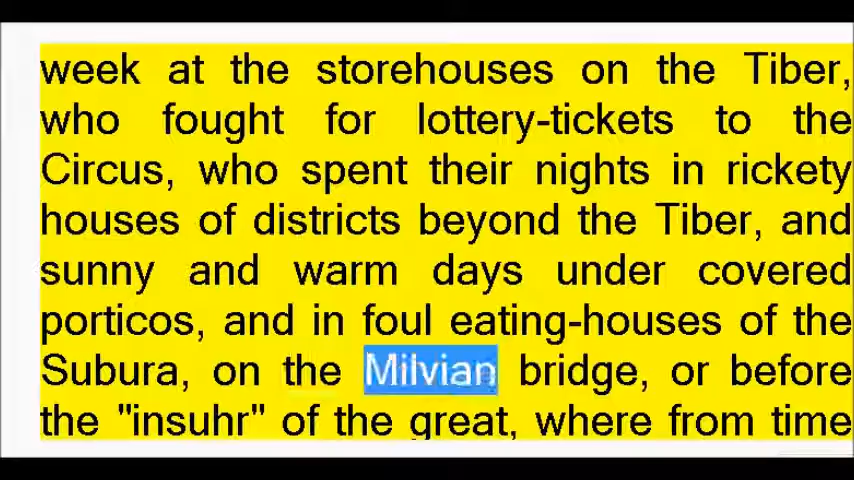 week at the storehouses on the Tiber,
who fought for lottery-tickets to the
Circus, who spent their nights in rickety
houses of districts beyond the Tiber, and
sunny and warm days under covered
porticos, and in foul eating-houses of the
Subura, on the Milvian bridge, or before
the "insuhr" of the great, where from time